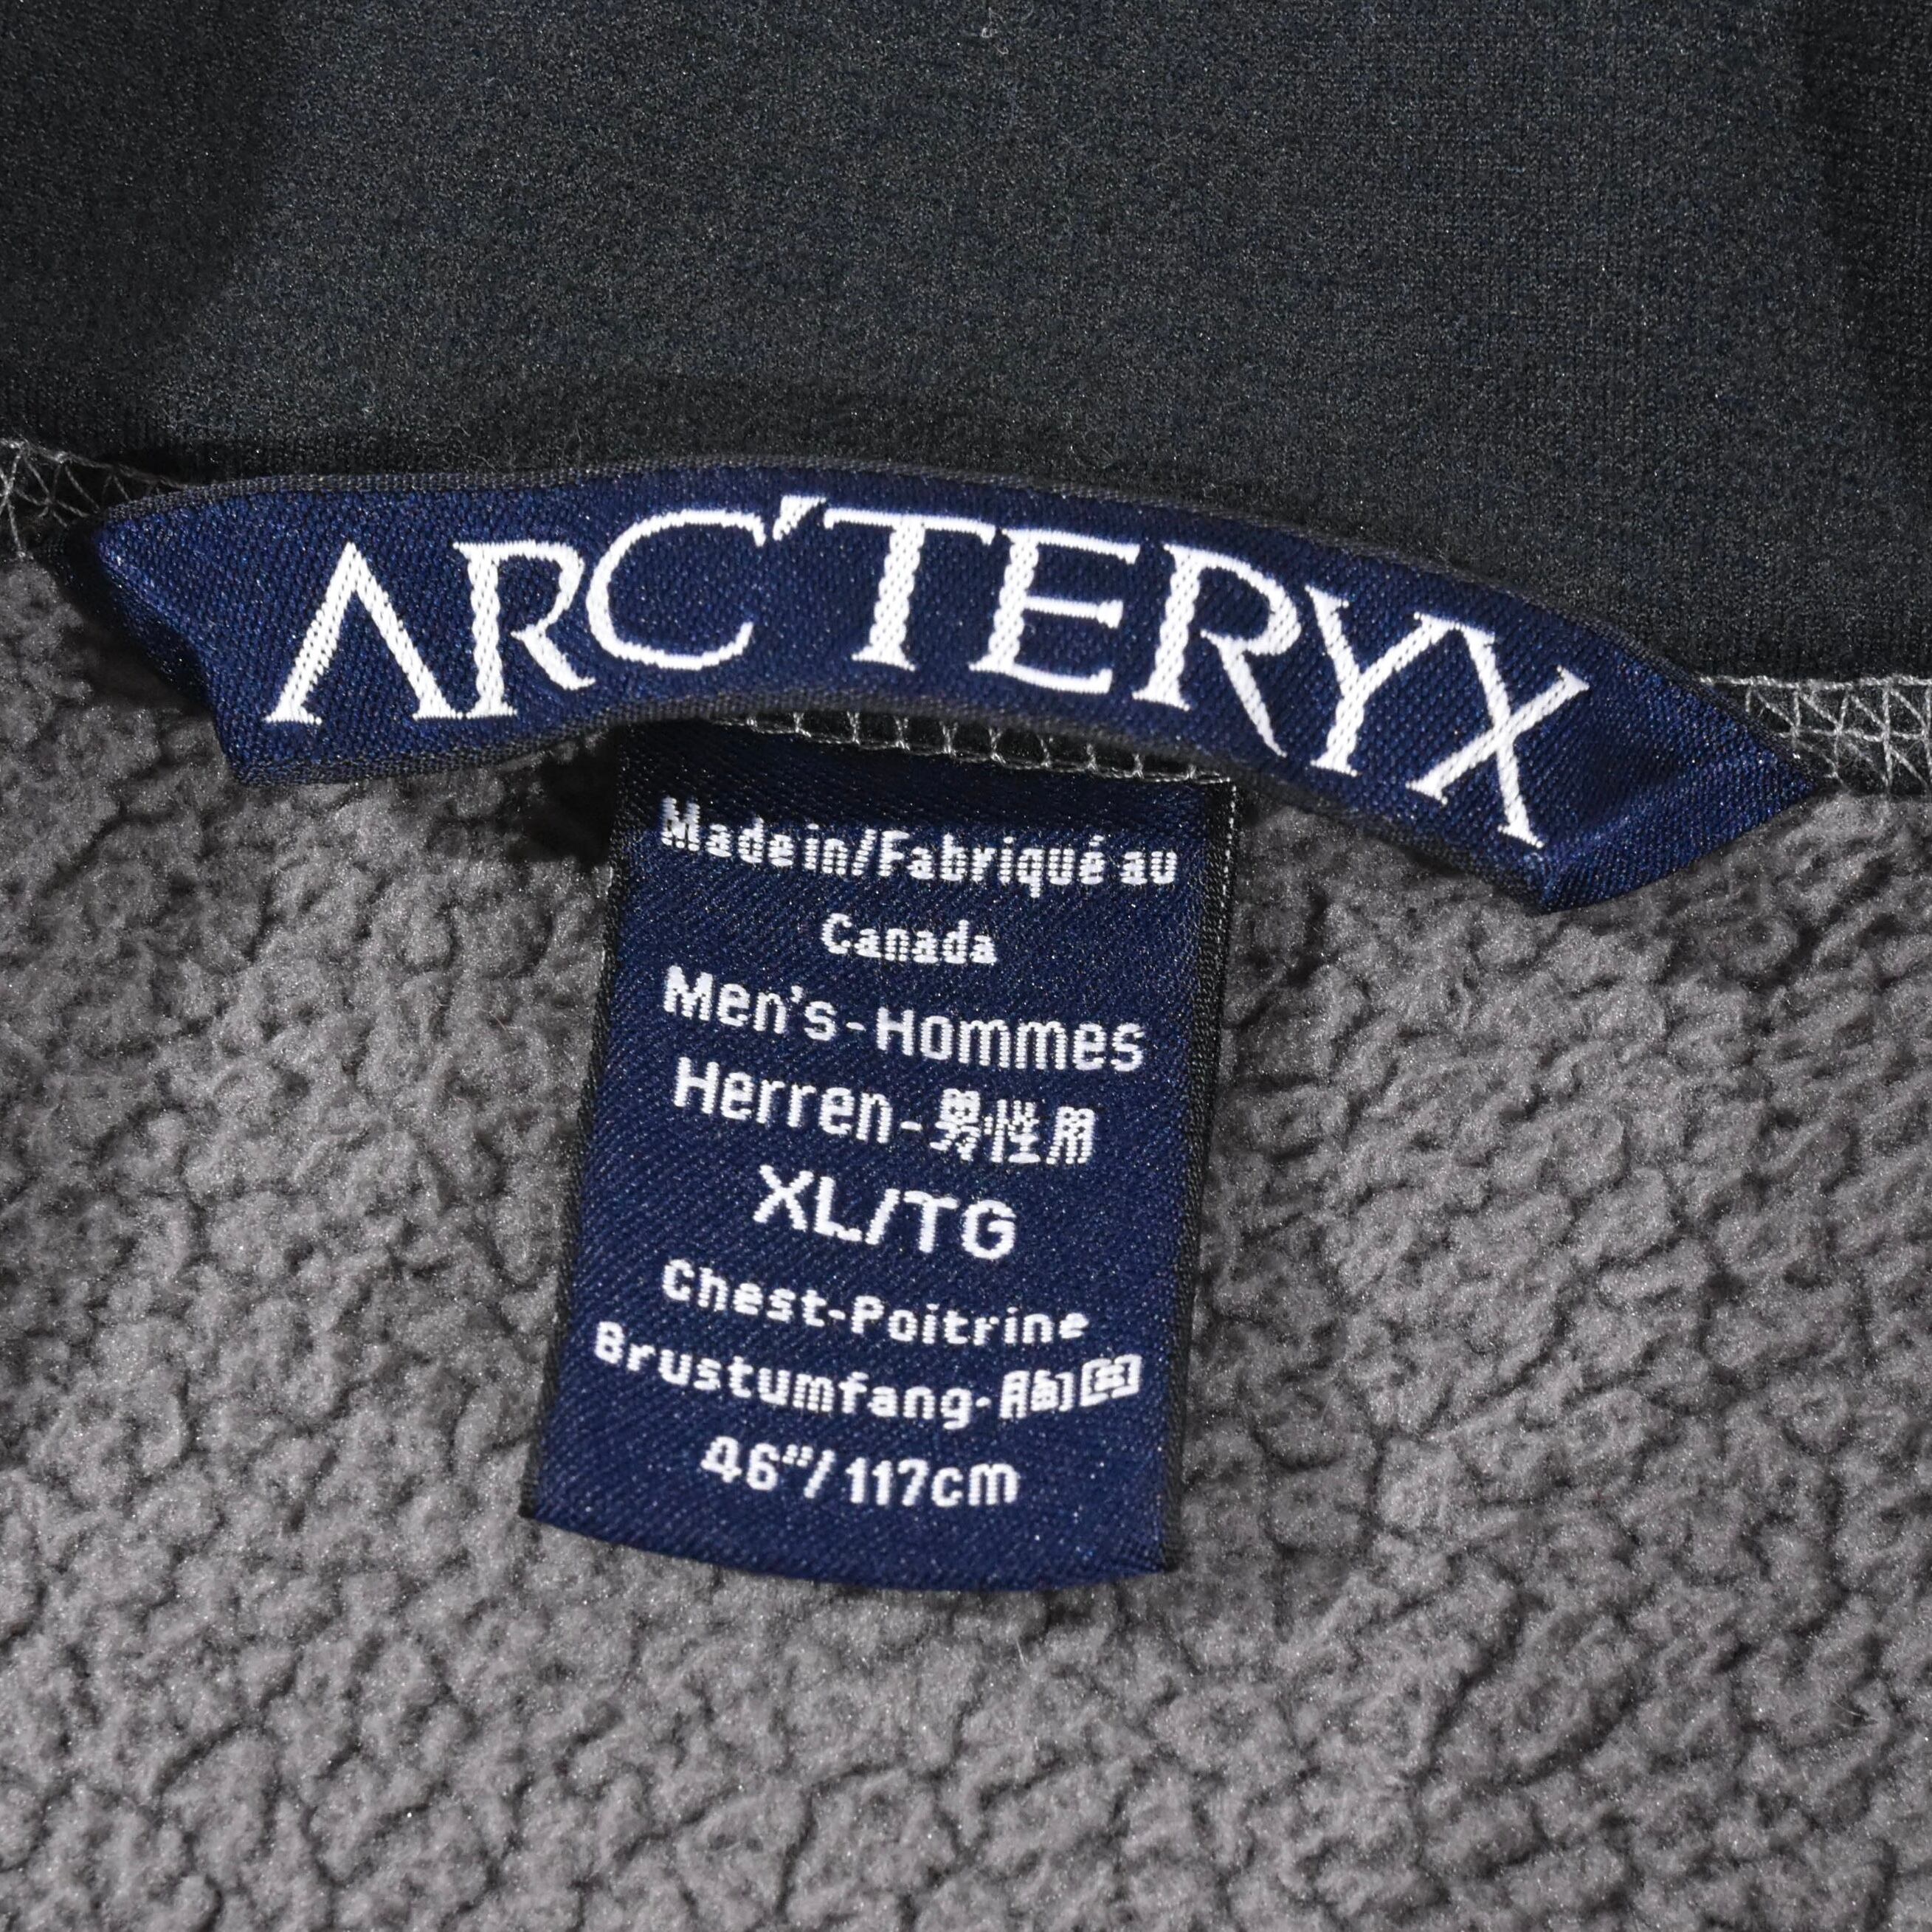 ARC'TERYX
Made in/Fabriqué au
Canada
Men's-Hommes
Herren-男性用
XL/TG
Chest-Poitrine
Brustumfang-胸囲
46"/117cm